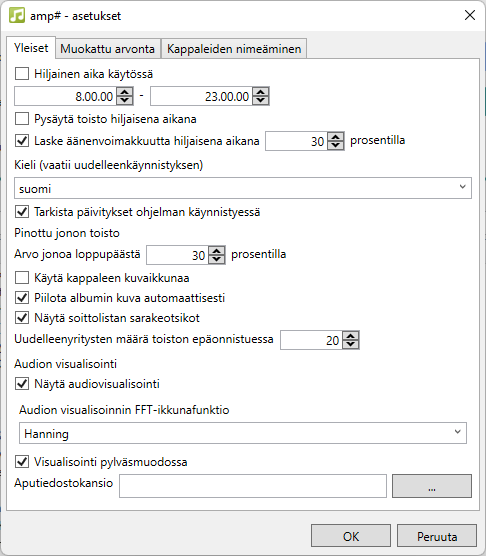 amp# - asetukset
Yleiset Muokattu arvonta Kappaleiden nimeäminen
Hiljainen aika käytössä
8.00.00 - 23.00.00
Pysäytä toisto hiljaisena aikana
Laske äänenvoimakkuutta hiljaisena aikana 30 prosentilla
Kieli (vaatii uudelleenkäynnistyksen)
suomi
Tarkista päivitykset ohjelman käynnistyessä
Pinottu jonon toisto
Arvo jonoa loppupäästä 30 prosentilla
Käytä kappaleen kuvaikkunaa
Piilota albumin kuva automaattisesti
Näytä soittolistan sarakeotsikot
Uudelleenyritysten määrä toiston epäonnistuessa 20
Audion visualisointi
Näytä audiovisualisointi
Audion visualisoinnin FFT-ikkunafunktio
Hanning
Visualisointi pylväsmuodossa
Aputiedostokansio ...
OK Peruuta